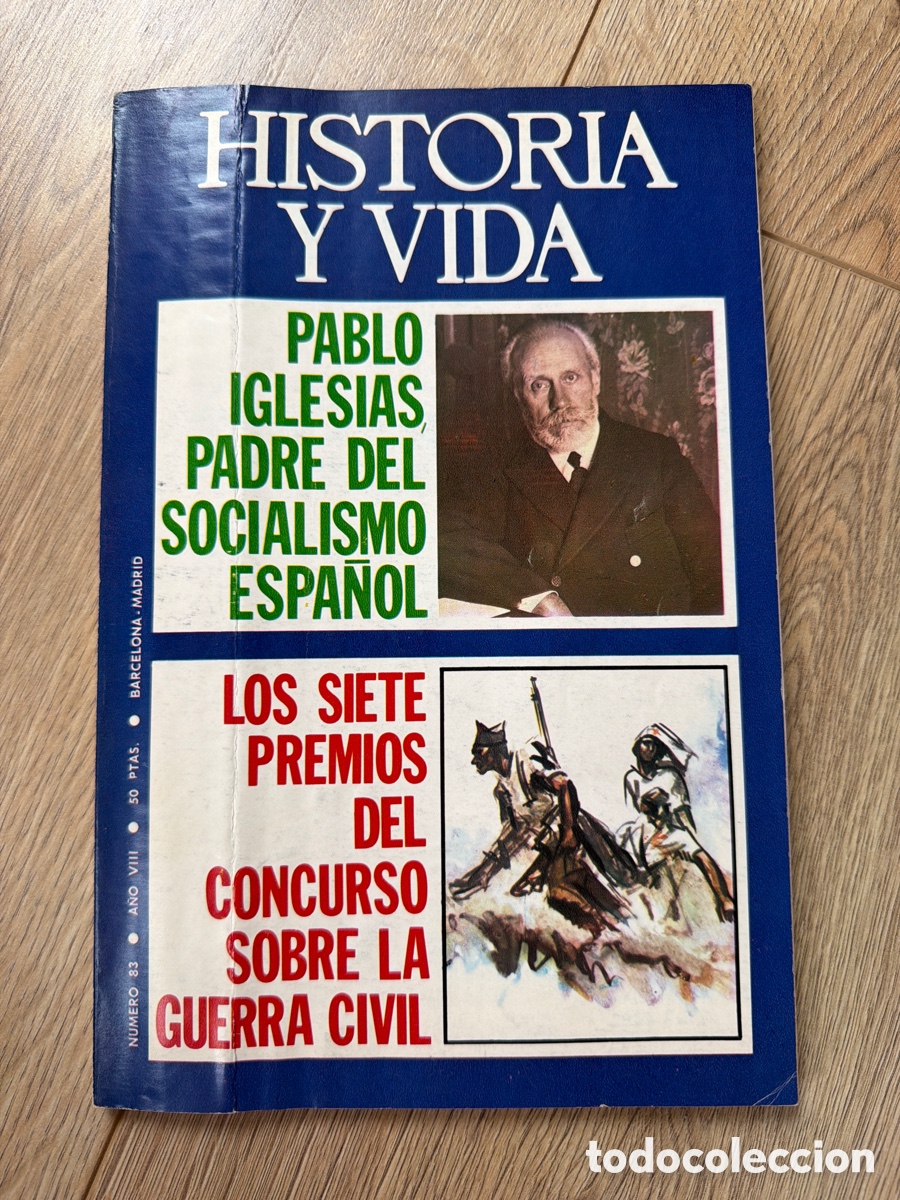 HISTORIA
Y VIDA
PABLO
IGLESIAS,
PADRE DEL
SOCIALISMO
ESPAÑOL
LOS SIETE
PREMIOS
DEL
CONCURSO
SOBRE LA
GUERRA CIVIL
NUMERO 83 ● AÑO VIII ● 50 PTAS. ● BARCELONA - MADRID
todocoleccion